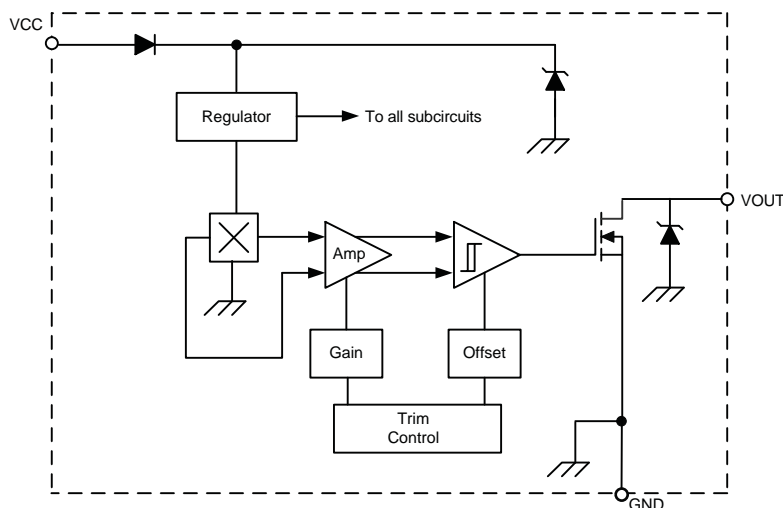 VCC
Regulator
To all subcircuits
VOUT
Amp
Gain
Offset
Trim
Control
GND